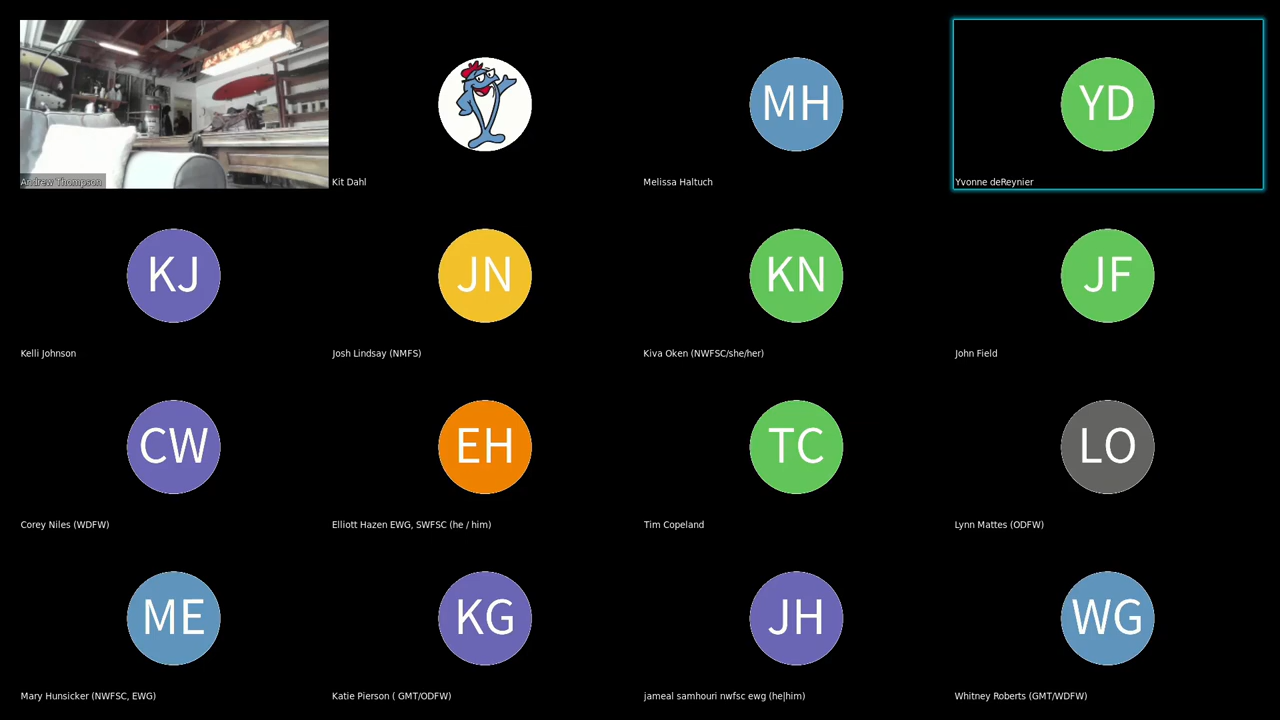 Andrew Thompson
Kit Dahl
MH
Melissa Haltuch
YD
Yvonne deReynier
KJ
Kelli Johnson
JN
Josh Lindsay (NMFS)
KN
Kiva Oken (NWFSC/she/her)
JF
John Field
CW
Corey Niles (WDFW)
EH
Elliott Hazen EWG, SWFSC (he / him)
TC
Tim Copeland
LO
Lynn Mattes (ODFW)
ME
Mary Hunsicker (NWFSC, EWG)
KG
Katie Pierson ( GMT/ODFW)
JH
jameal samhouri nwfsc ewg (he|him)
WG
Whitney Roberts (GMT/WDFW)